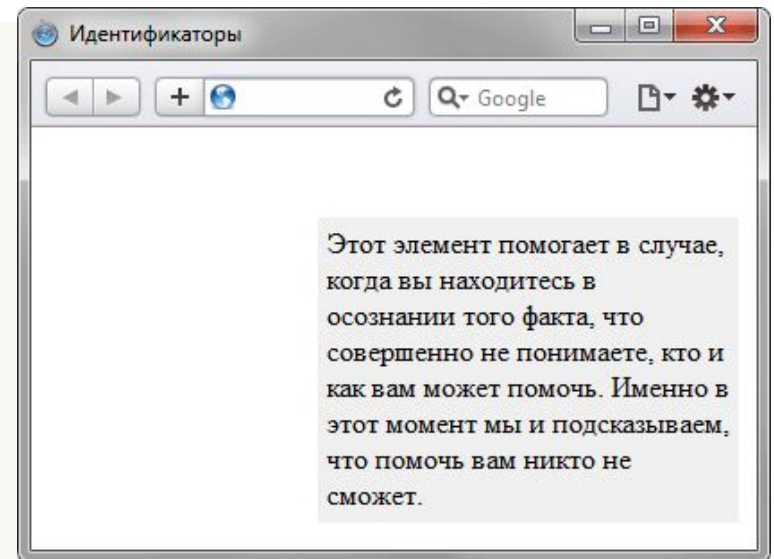 Идентификаторы
Google
Этот элемент помогает в случае,
когда вы находитесь в
осознании того факта, что
совершенно не понимаете, кто и
как вам может помочь. Именно в
этот момент мы и подсказываем,
что помочь вам никто не
сможет.